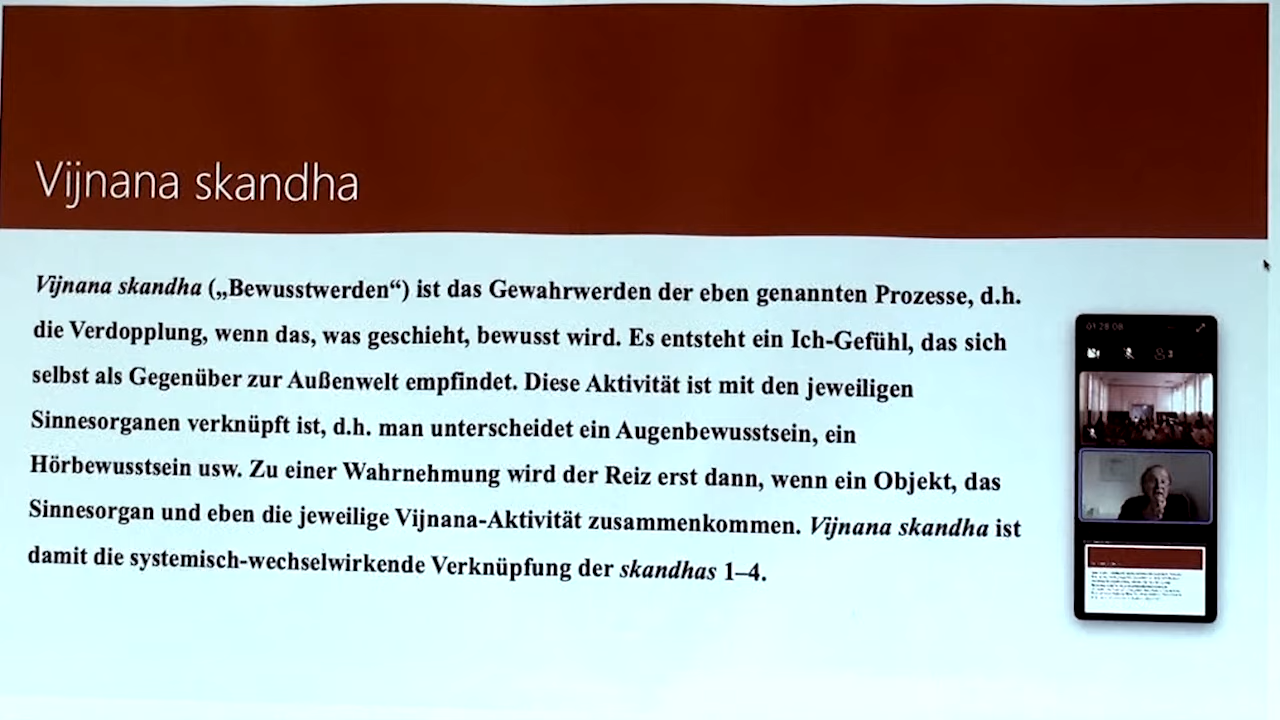 Vijnana skandha
Vijnana skandha („Bewusstwerden“) ist das Gewahrwerden der eben genannten Prozesse, d.h.
die Verdopplung, wenn das, was geschieht, bewusst wird. Es entsteht ein Ich-Gefühl, das sich
selbst als Gegenüber zur Außenwelt empfindet. Diese Aktivität ist mit den jeweiligen
Sinnesorganen verknüpft ist, d.h. man unterscheidet ein Augenbewusstsein, ein
Hörbewusstsein usw. Zu einer Wahrnehmung wird der Reiz erst dann, wenn ein Objekt, das
Sinnesorgan und eben die jeweilige Vijnana-Aktivität zusammenkommen. Vijnana skandha ist
damit die systemisch-wechselwirkende Verknüpfung der skandhas 1–4.
01:28:08
3